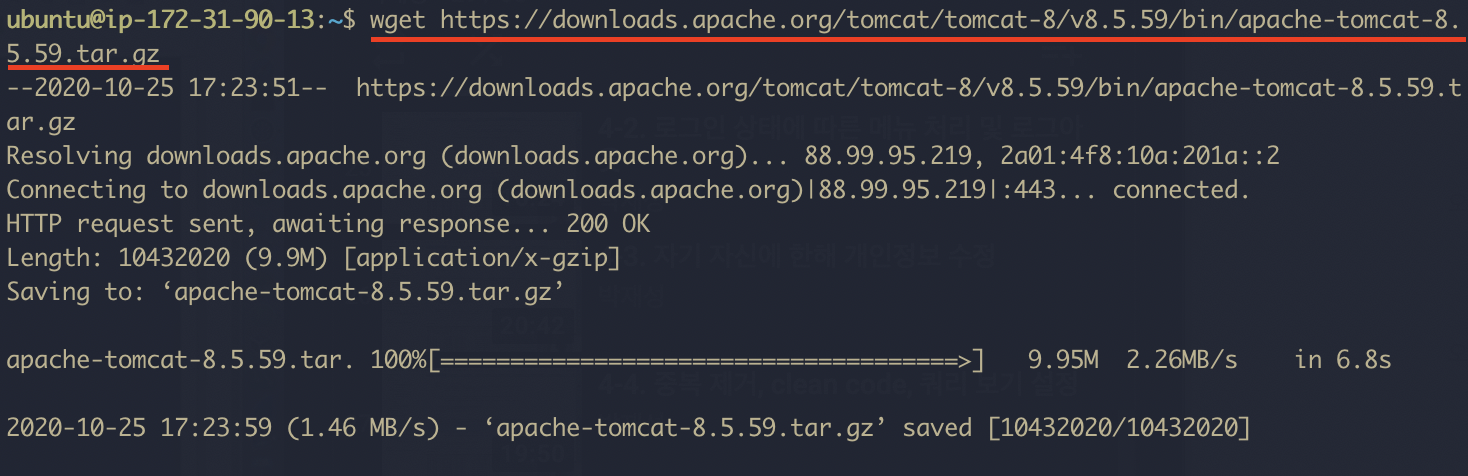 ubuntu@ip-172-31-90-13:~$ wget https://downloads.apache.org/tomcat/tomcat-8/v8.5.59/bin/apache-tomcat-8.
5.59.tar.gz
--2020-10-25 17:23:51--  https://downloads.apache.org/tomcat/tomcat-8/v8.5.59/bin/apache-tomcat-8.5.59.t
ar.gz
Resolving downloads.apache.org (downloads.apache.org)... 88.99.95.219, 2a01:4f8:10a:201a::2
Connecting to downloads.apache.org (downloads.apache.org)|88.99.95.219|:443... connected.
HTTP request sent, awaiting response... 200 OK
Length: 10432020 (9.9M) [application/x-gzip]
Saving to: ‘apache-tomcat-8.5.59.tar.gz’
apache-tomcat-8.5.59.tar. 100%[=====================================>]   9.95M  2.26MB/s    in 6.8s
2020-10-25 17:23:59 (1.46 MB/s) - ‘apache-tomcat-8.5.59.tar.gz’ saved [10432020/10432020]